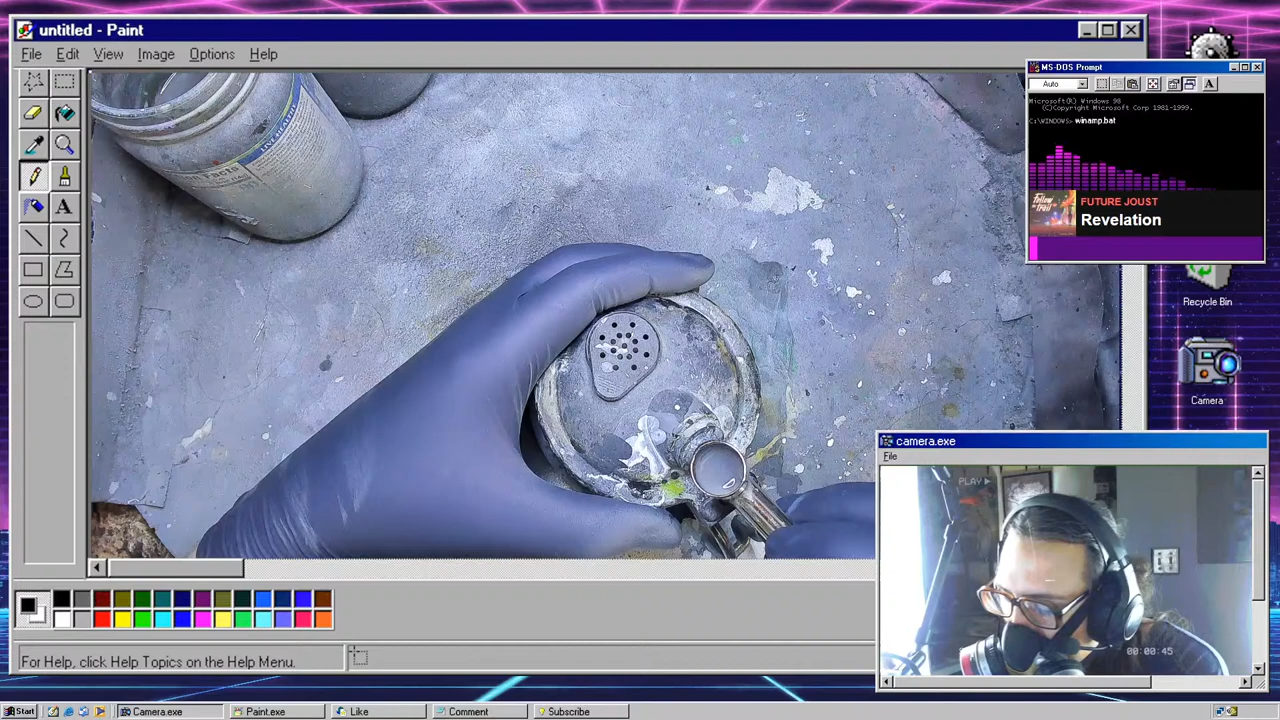 untitled - Paint
File Edit View Image Options Help
MS-DOS Prompt
Auto
A
Microsoft(R) Windows 98
(C)Copyright Microsoft Corp 1981-1999.
C:\WINDOWS> winamp.bat
FUTURE JOUST
Revelation
Recycle Bin
Camera
camera.exe
File
PLAY
00:00:45
For Help, click Help Topics on the Help Menu.
Start Camera.exe Paint.exe Like Comment Subscribe